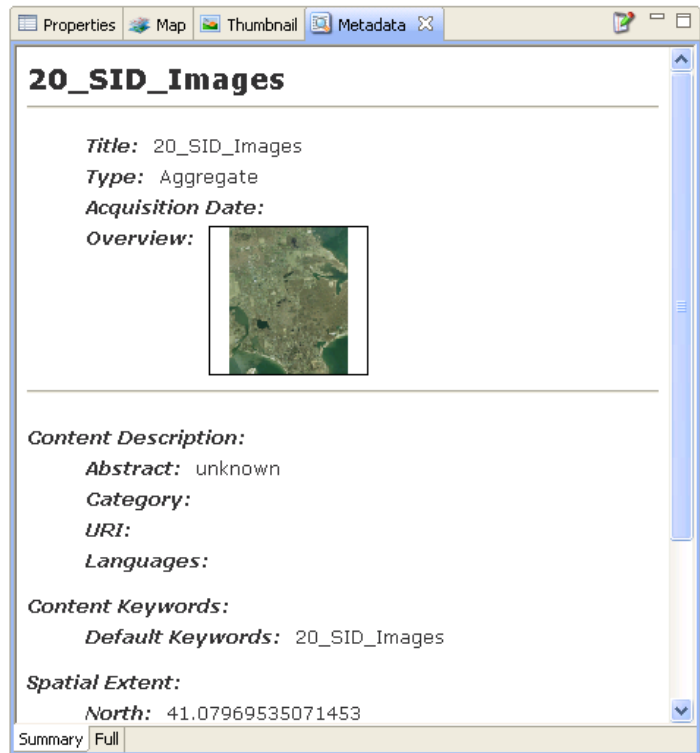 Properties Map Thumbnail Metadata
20_SID_Images
Title: 20_SID_Images
Type: Aggregate
Acquisition Date:
Overview:
Content Description:
Abstract: unknown
Category:
URI:
Languages:
Content Keywords:
Default Keywords: 20_SID_Images
Spatial Extent:
North: 41.07969535071453
Summary Full